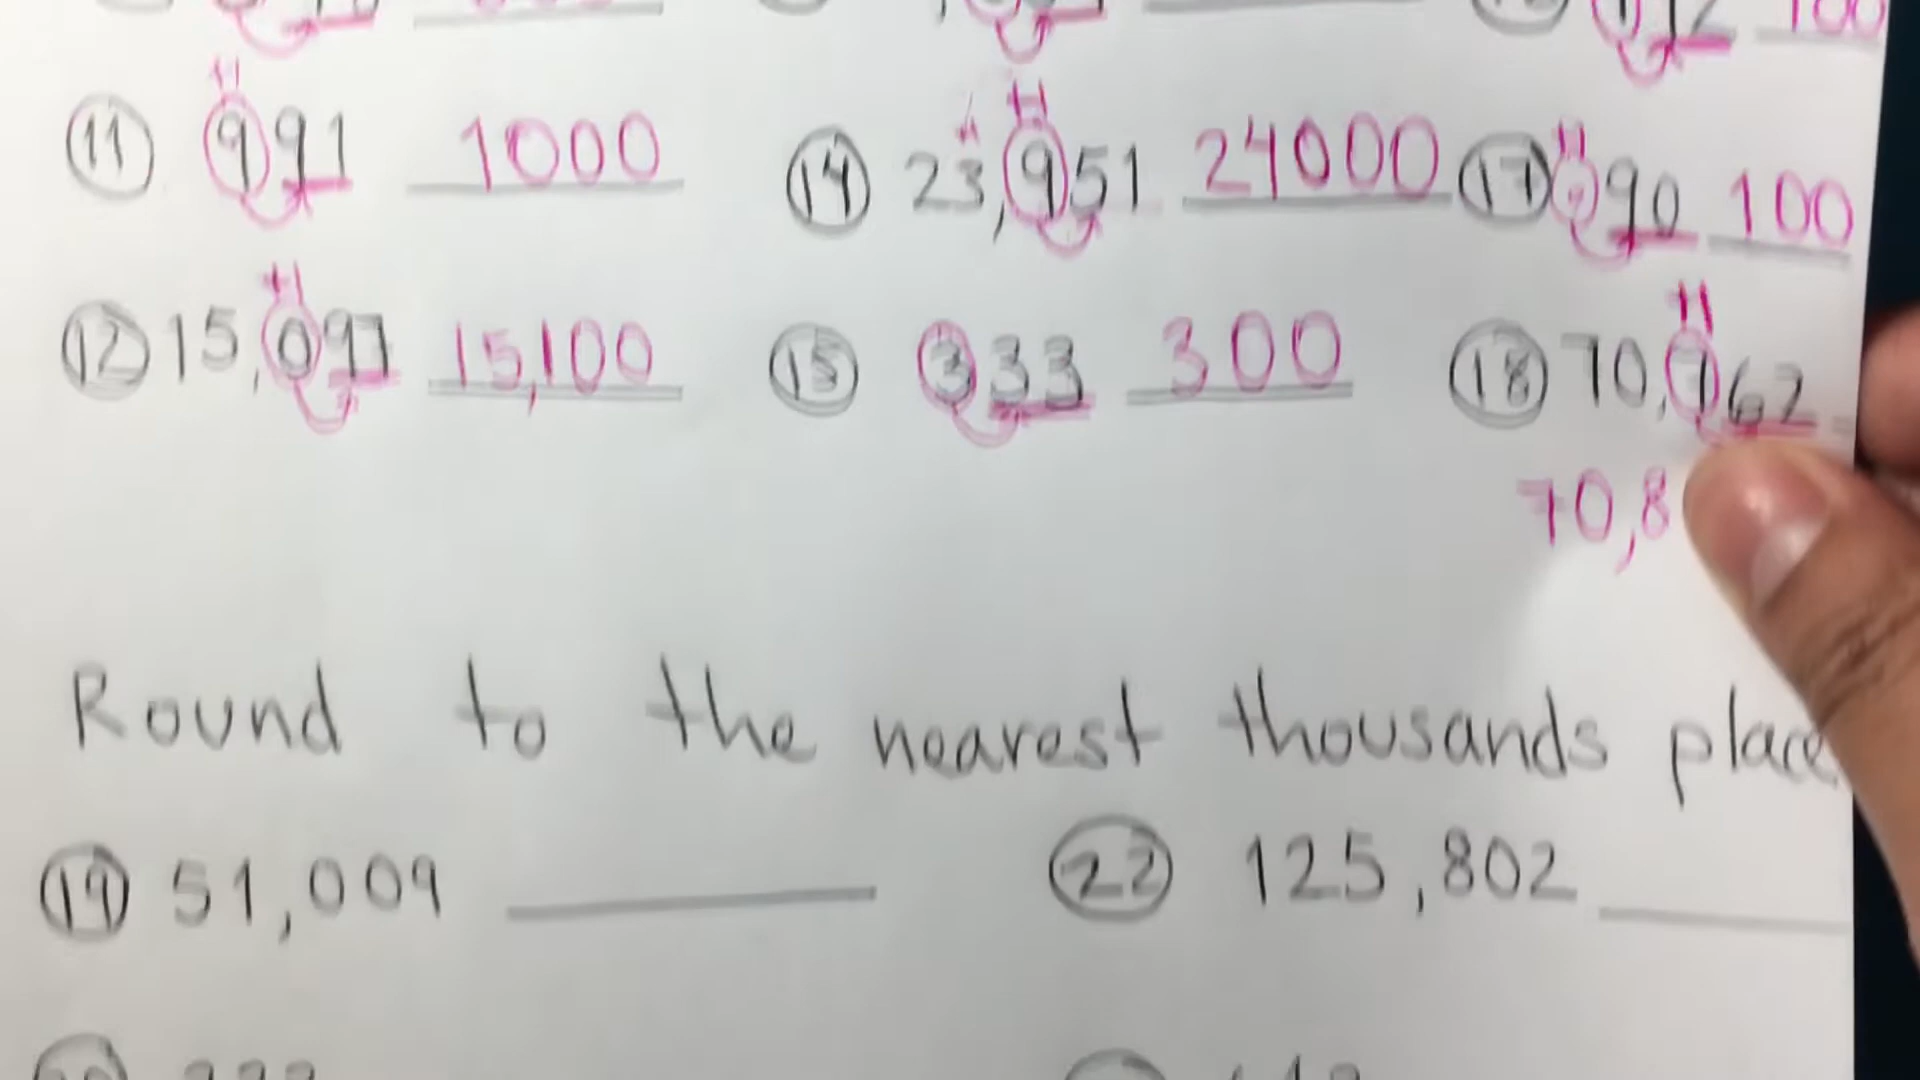 100
11 991 1000 14 23,951 24000 17 90 100
12 15,097 15,100 15 333 300 18 70,762
70,8
Round to the nearest thousands place
19 51,009 22 125,802